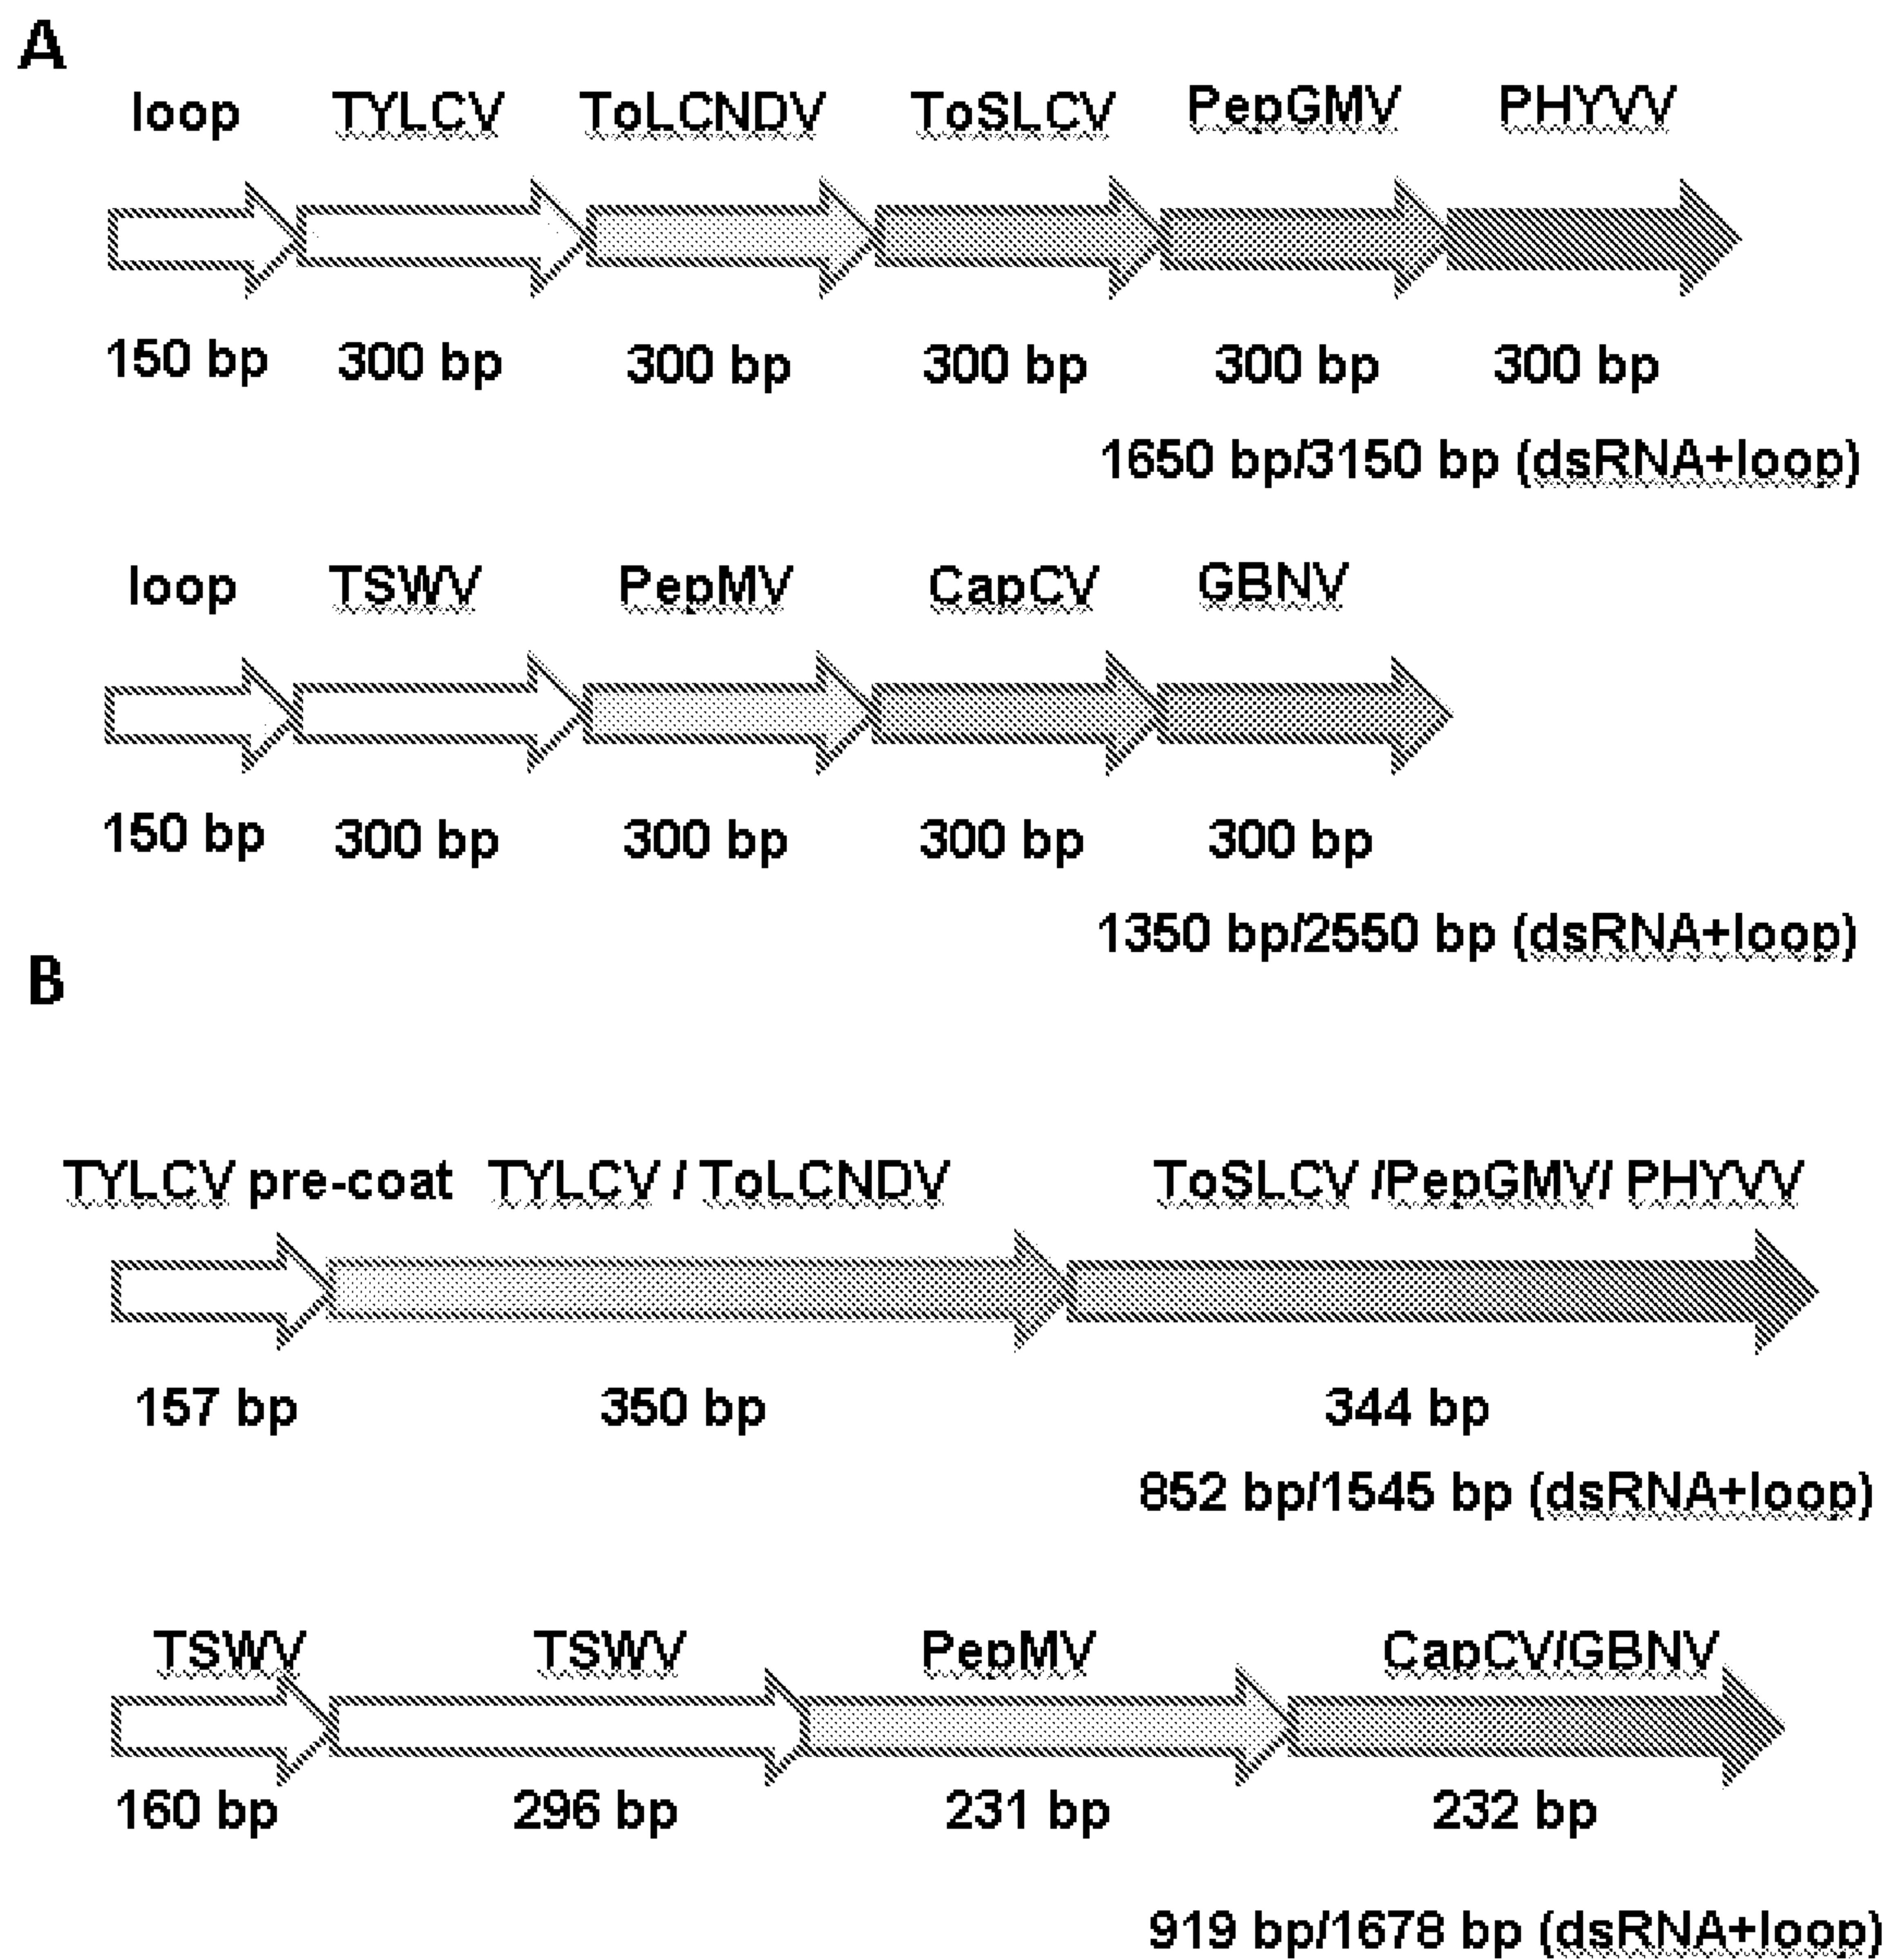 A
loop TYLCV ToLCNDV ToSLCV PepGMV PHYVV
150 bp 300 bp 300 bp 300 bp 300 bp 300 bp
1650 bp/3150 bp (dsRNA+loop)
loop TSWV PepMV CapCV GBNV
150 bp 300 bp 300 bp 300 bp 300 bp
1350 bp/2550 bp (dsRNA+loop)
B
TYLCV pre-coat TYLCV / ToLCNDV ToSLCV /PepGMV/ PHYVV
157 bp 350 bp 344 bp
852 bp/1545 bp (dsRNA+loop)
TSWV TSWV PepMV CapCV/GBNV
160 bp 296 bp 231 bp 232 bp
919 bp/1678 bp (dsRNA+loop)